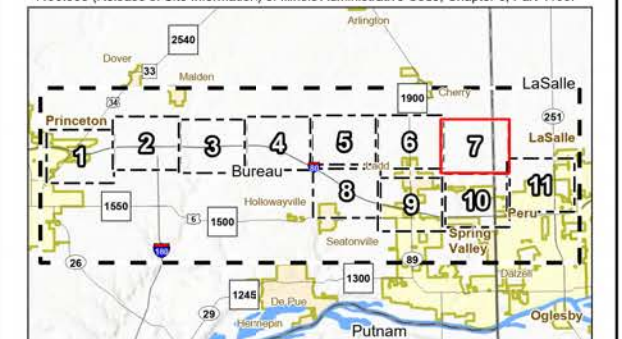 Arlington
2540
Dover
33
Malden
34
1900
Cherry
LaSalle
251
Princeton
LaSalle
1
2
3
4
5
6
7
Bureau
80
Ladd
8
9
10
11
1550
Hollowayville
6
1500
Peru
Spring
Valley
Seatonville
180
26
89
Dalzell
1300
1245
De Pue
29
Hennepin
Oglesby
Putnam